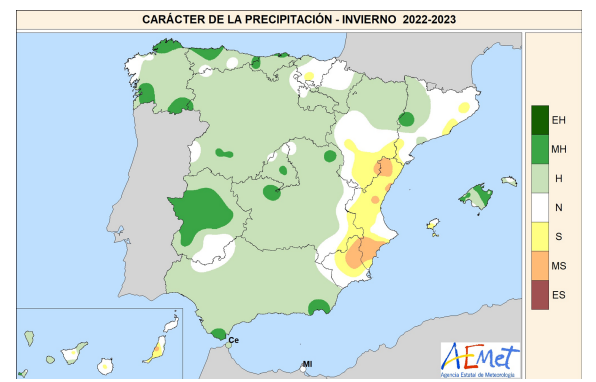 CARÁCTER DE LA PRECIPITACIÓN - INVIERNO 2022-2023
EH
MH
H
N
S
MS
ES
Ce
Ml
AEMet
Agencia Estatal de Meteorología